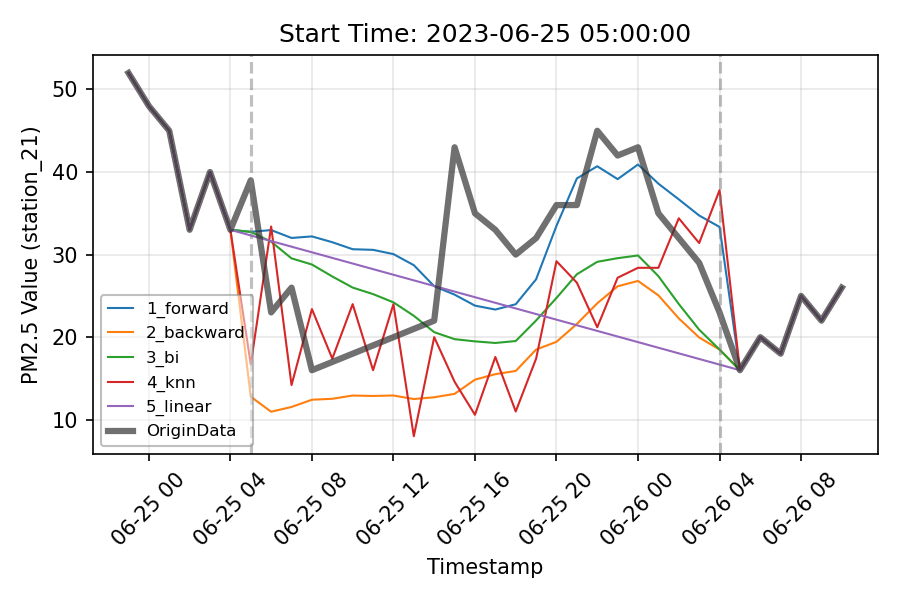 Start Time: 2023-06-25 05:00:00
PM2.5 Value (station_21)
50
40
30
20
10
1_forward
2_backward
3_bi
4_knn
5_linear
OriginData
06-25 00
06-25 04
06-25 08
06-25 12
06-25 16
06-25 20
06-26 00
06-26 04
06-26 08
Timestamp